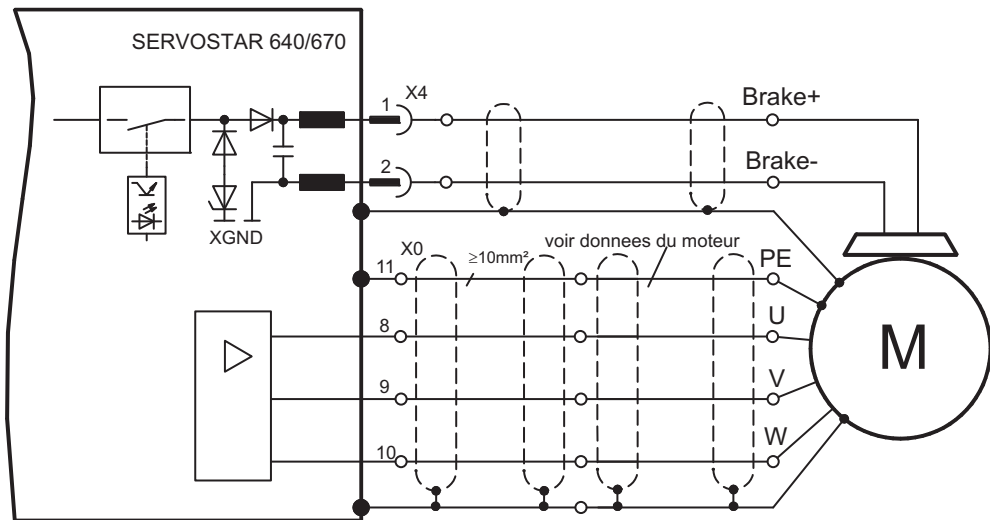 SERVOSTAR 640/670
1 X4
Brake+
2
Brake-
XGND
X0
voir donnees du moteur
11
≥10mm²
PE
8
U
M
9
V
10
W